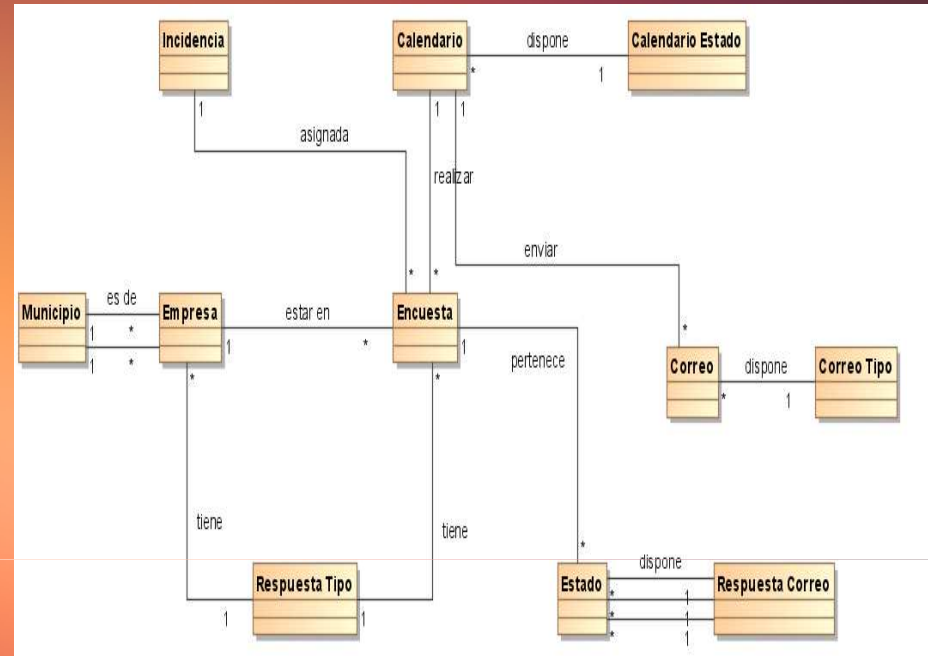 Incidencia
Calendario
dispone
Calendario Estado
*
1
1
1
1
asignada
realizar
enviar
*
*
*
Municipio
es de
Empresa
estar en
Encuesta
1
*
1
*
1
1
*
pertenece
Correo
dispone
Correo Tipo
*
*
*
1
tiene
tiene
*
dispone
Respuesta Tipo
Estado
Respuesta Correo
*
1
1
1
*
1
*
1